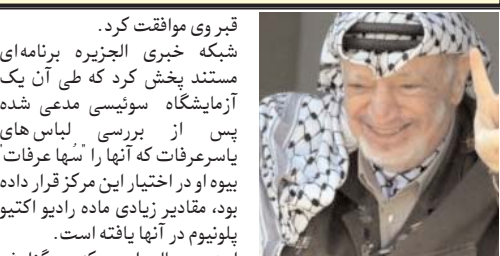 قبر وی موافقت کرد.
شبکه خبری الجزیره برنامه‌ای
مستند پخش کرد که طی آن یک
آزمایشگاه سوئیسی مدعی شده
پس از بررسی لباس‌های
یاسرعرفات که آنها را "سُها عرفات"
بیوه او در اختیار این مرکز قرار داده
بود، مقادیر زیادی ماده رادیو اکتیو
پلونیوم در آنها یافته است.